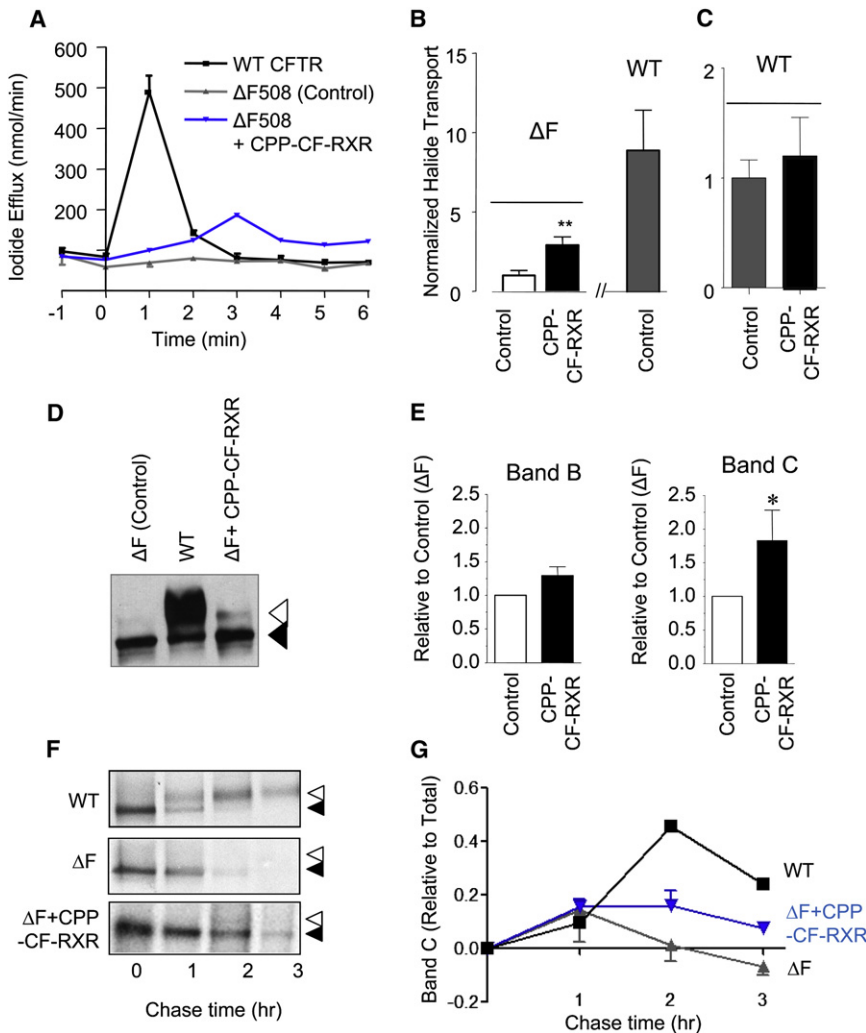 A
600
500
400
300
200
100
Iodide Efflux (nmol/min)
-1 0 1 2 3 4 5 6
Time (min)
WT CFTR
ΔF508 (Control)
ΔF508
+ CPP-CF-RXR
B
15
10
5
0
Normalized Halide Transport
ΔF
**
WT
//
Control
CPP-
CF-RXR
Control
C
2
1
0
WT
Control
CPP-
CF-RXR
D
ΔF (Control)
WT
ΔF+ CPP-CF-RXR
E
Band B
Relative to Control (ΔF)
2.5
2.0
1.5
1.0
0.5
0.0
Control
CPP-
CF-RXR
Band C
Relative to Control (ΔF)
2.5
2.0
1.5
1.0
0.5
0.0
*
Control
CPP-
CF-RXR
F
WT
ΔF
ΔF+CPP
-CF-RXR
0 1 2 3
Chase time (hr)
G
Band C (Relative to Total)
0.6
0.4
0.2
0.0
-0.2
WT
ΔF+CPP
-CF-RXR
ΔF
1 2 3
Chase time (hr)